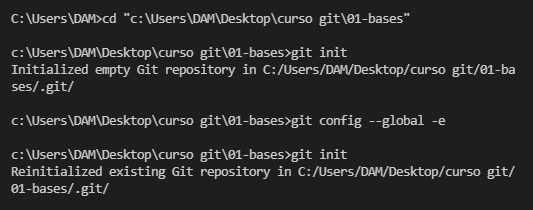 C:\Users\DAM>cd "c:\Users\DAM\Desktop\curso git\01-bases"
c:\Users\DAM\Desktop\curso git\01-bases>git init
Initialized empty Git repository in C:/Users/DAM/Desktop/curso git/01-ba
ses/.git/
c:\Users\DAM\Desktop\curso git\01-bases>git config --global -e
c:\Users\DAM\Desktop\curso git\01-bases>git init
Reinitialized existing Git repository in C:/Users/DAM/Desktop/curso git/
01-bases/.git/